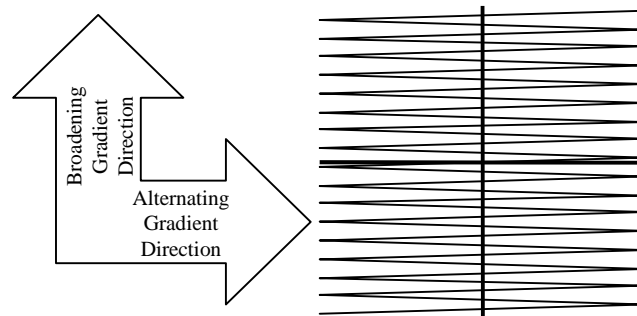 Broadening
Gradient
Direction
Alternating
Gradient
Direction